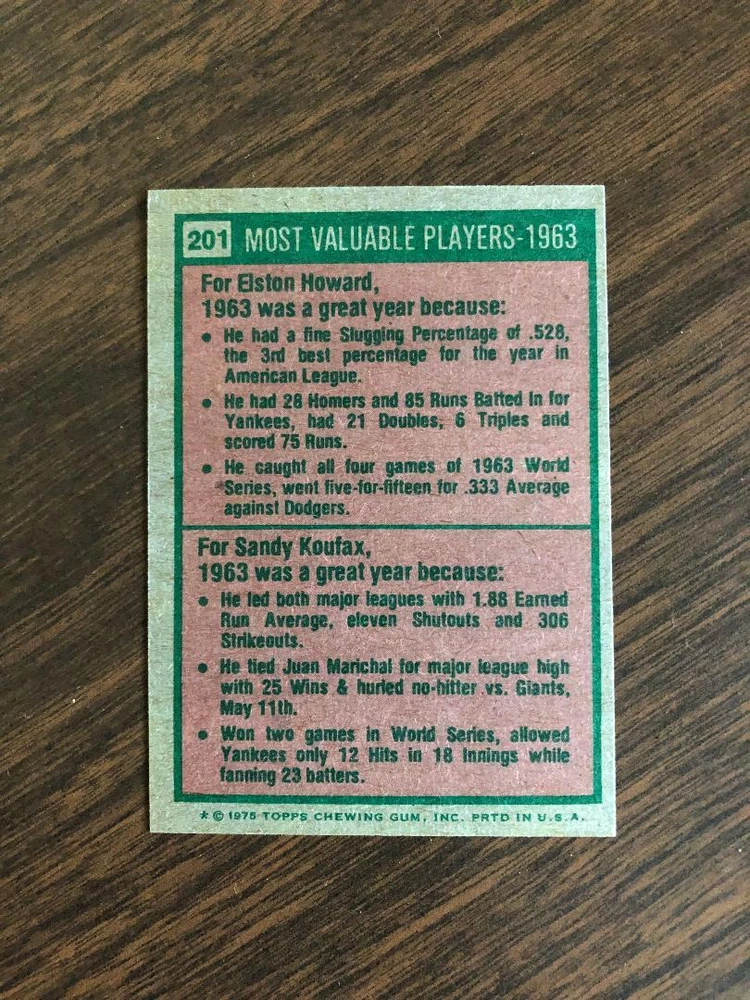 201 MOST VALUABLE PLAYERS-1963
For Elston Howard,
1963 was a great year because:
• He had a fine Slugging Percentage of .528,
the 3rd best percentage for the year in
American League.
• He had 28 Homers and 85 Runs Batted In for
Yankees, had 21 Doubles, 6 Triples and
scored 75 Runs.
• He caught all four games of 1963 World
Series, went five-for-fifteen for .333 Average
against Dodgers.
For Sandy Koufax,
1963 was a great year because:
• He led both major leagues with 1.88 Earned
Run Average, eleven Shutouts and 306
Strikeouts.
• He tied Juan Marichal for major league high
with 25 Wins & hurled no-hitter vs. Giants,
May 11th.
• Won two games in World Series, allowed
Yankees only 12 Hits in 18 Innings while
fanning 23 batters.
* © 1975 TOPPS CHEWING GUM, INC. PRTD IN U.S.A.